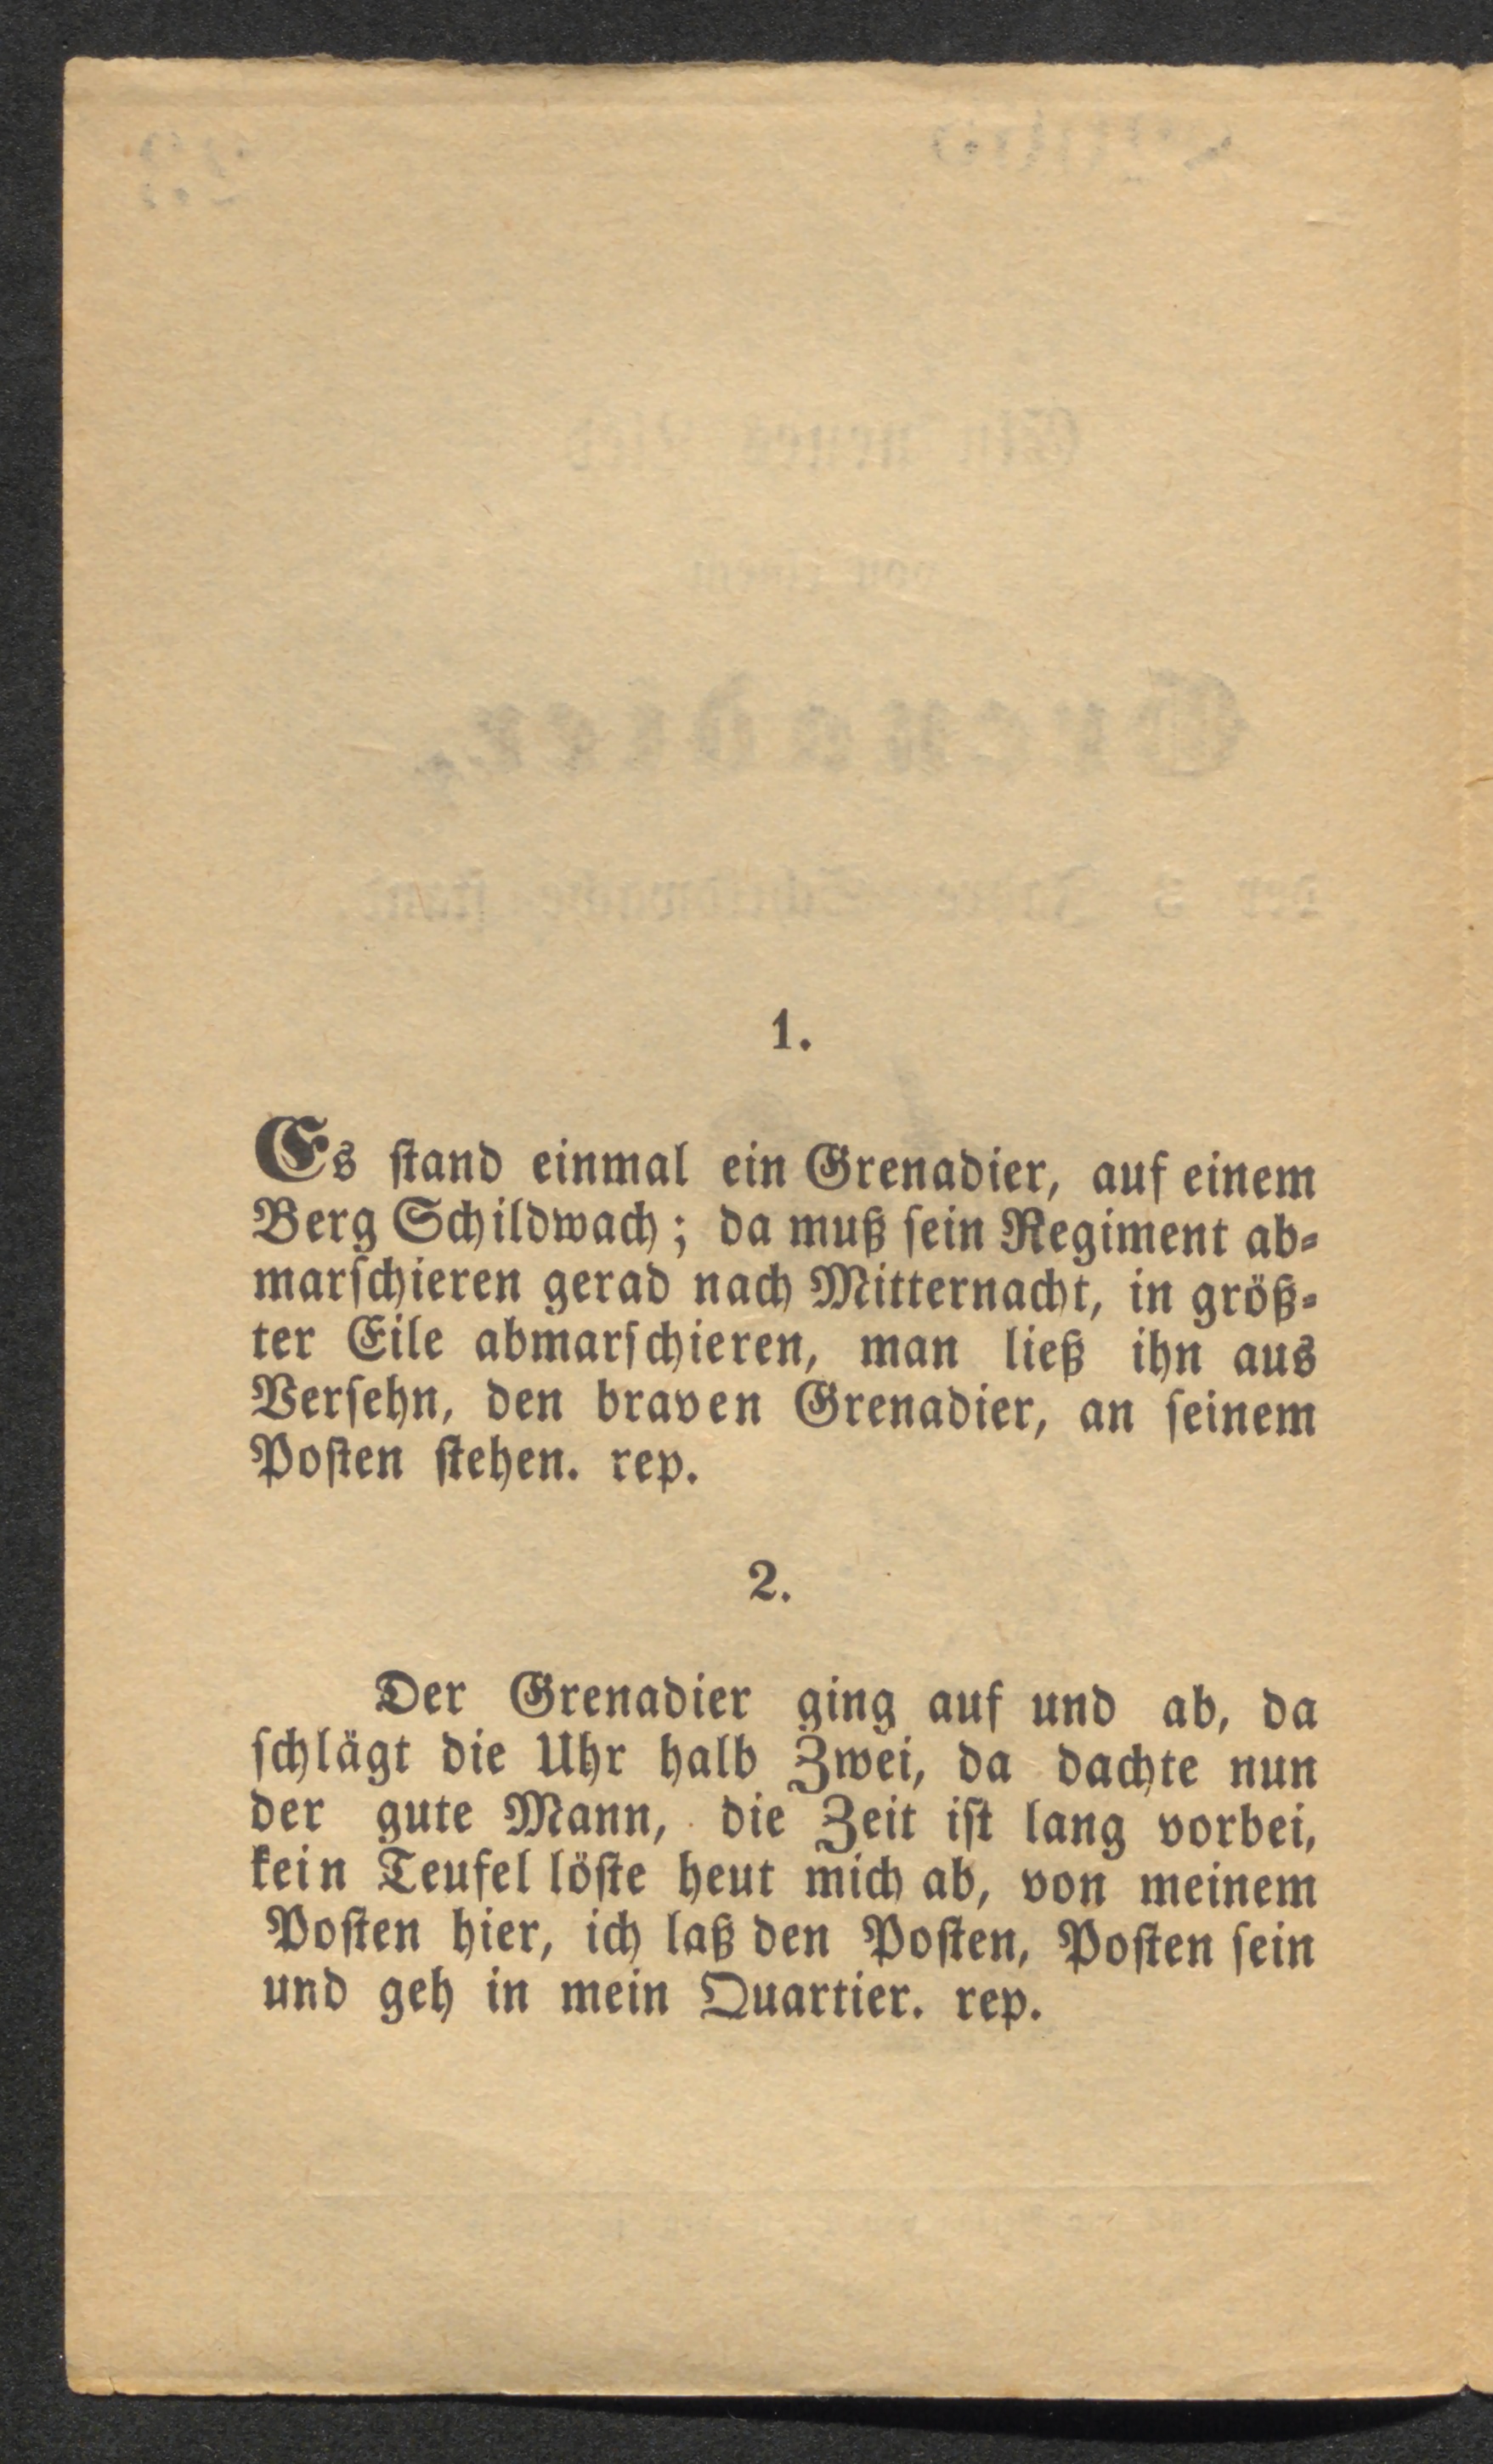 1.
Es ſtand einmal ein Grenadier, auf einem
Berg Schildwach; da muß ſein Regiment ab-
marſchieren gerad nach Mitternacht, in größ-
ter Eile abmarſchieren, man ließ ihn aus
Verſehn, den braven Grenadier, an ſeinem
Poſten ſtehen. rep.
2.
Der Grenadier ging auf und ab, da
ſchlägt die Uhr halb Zwei, da dachte nun
der gute Mann, die Zeit iſt lang vorbei,
kein Teufel löſte heut mich ab, von meinem
Poſten hier, ich laß den Poſten, Poſten ſein
und geh in mein Quartier. rep.